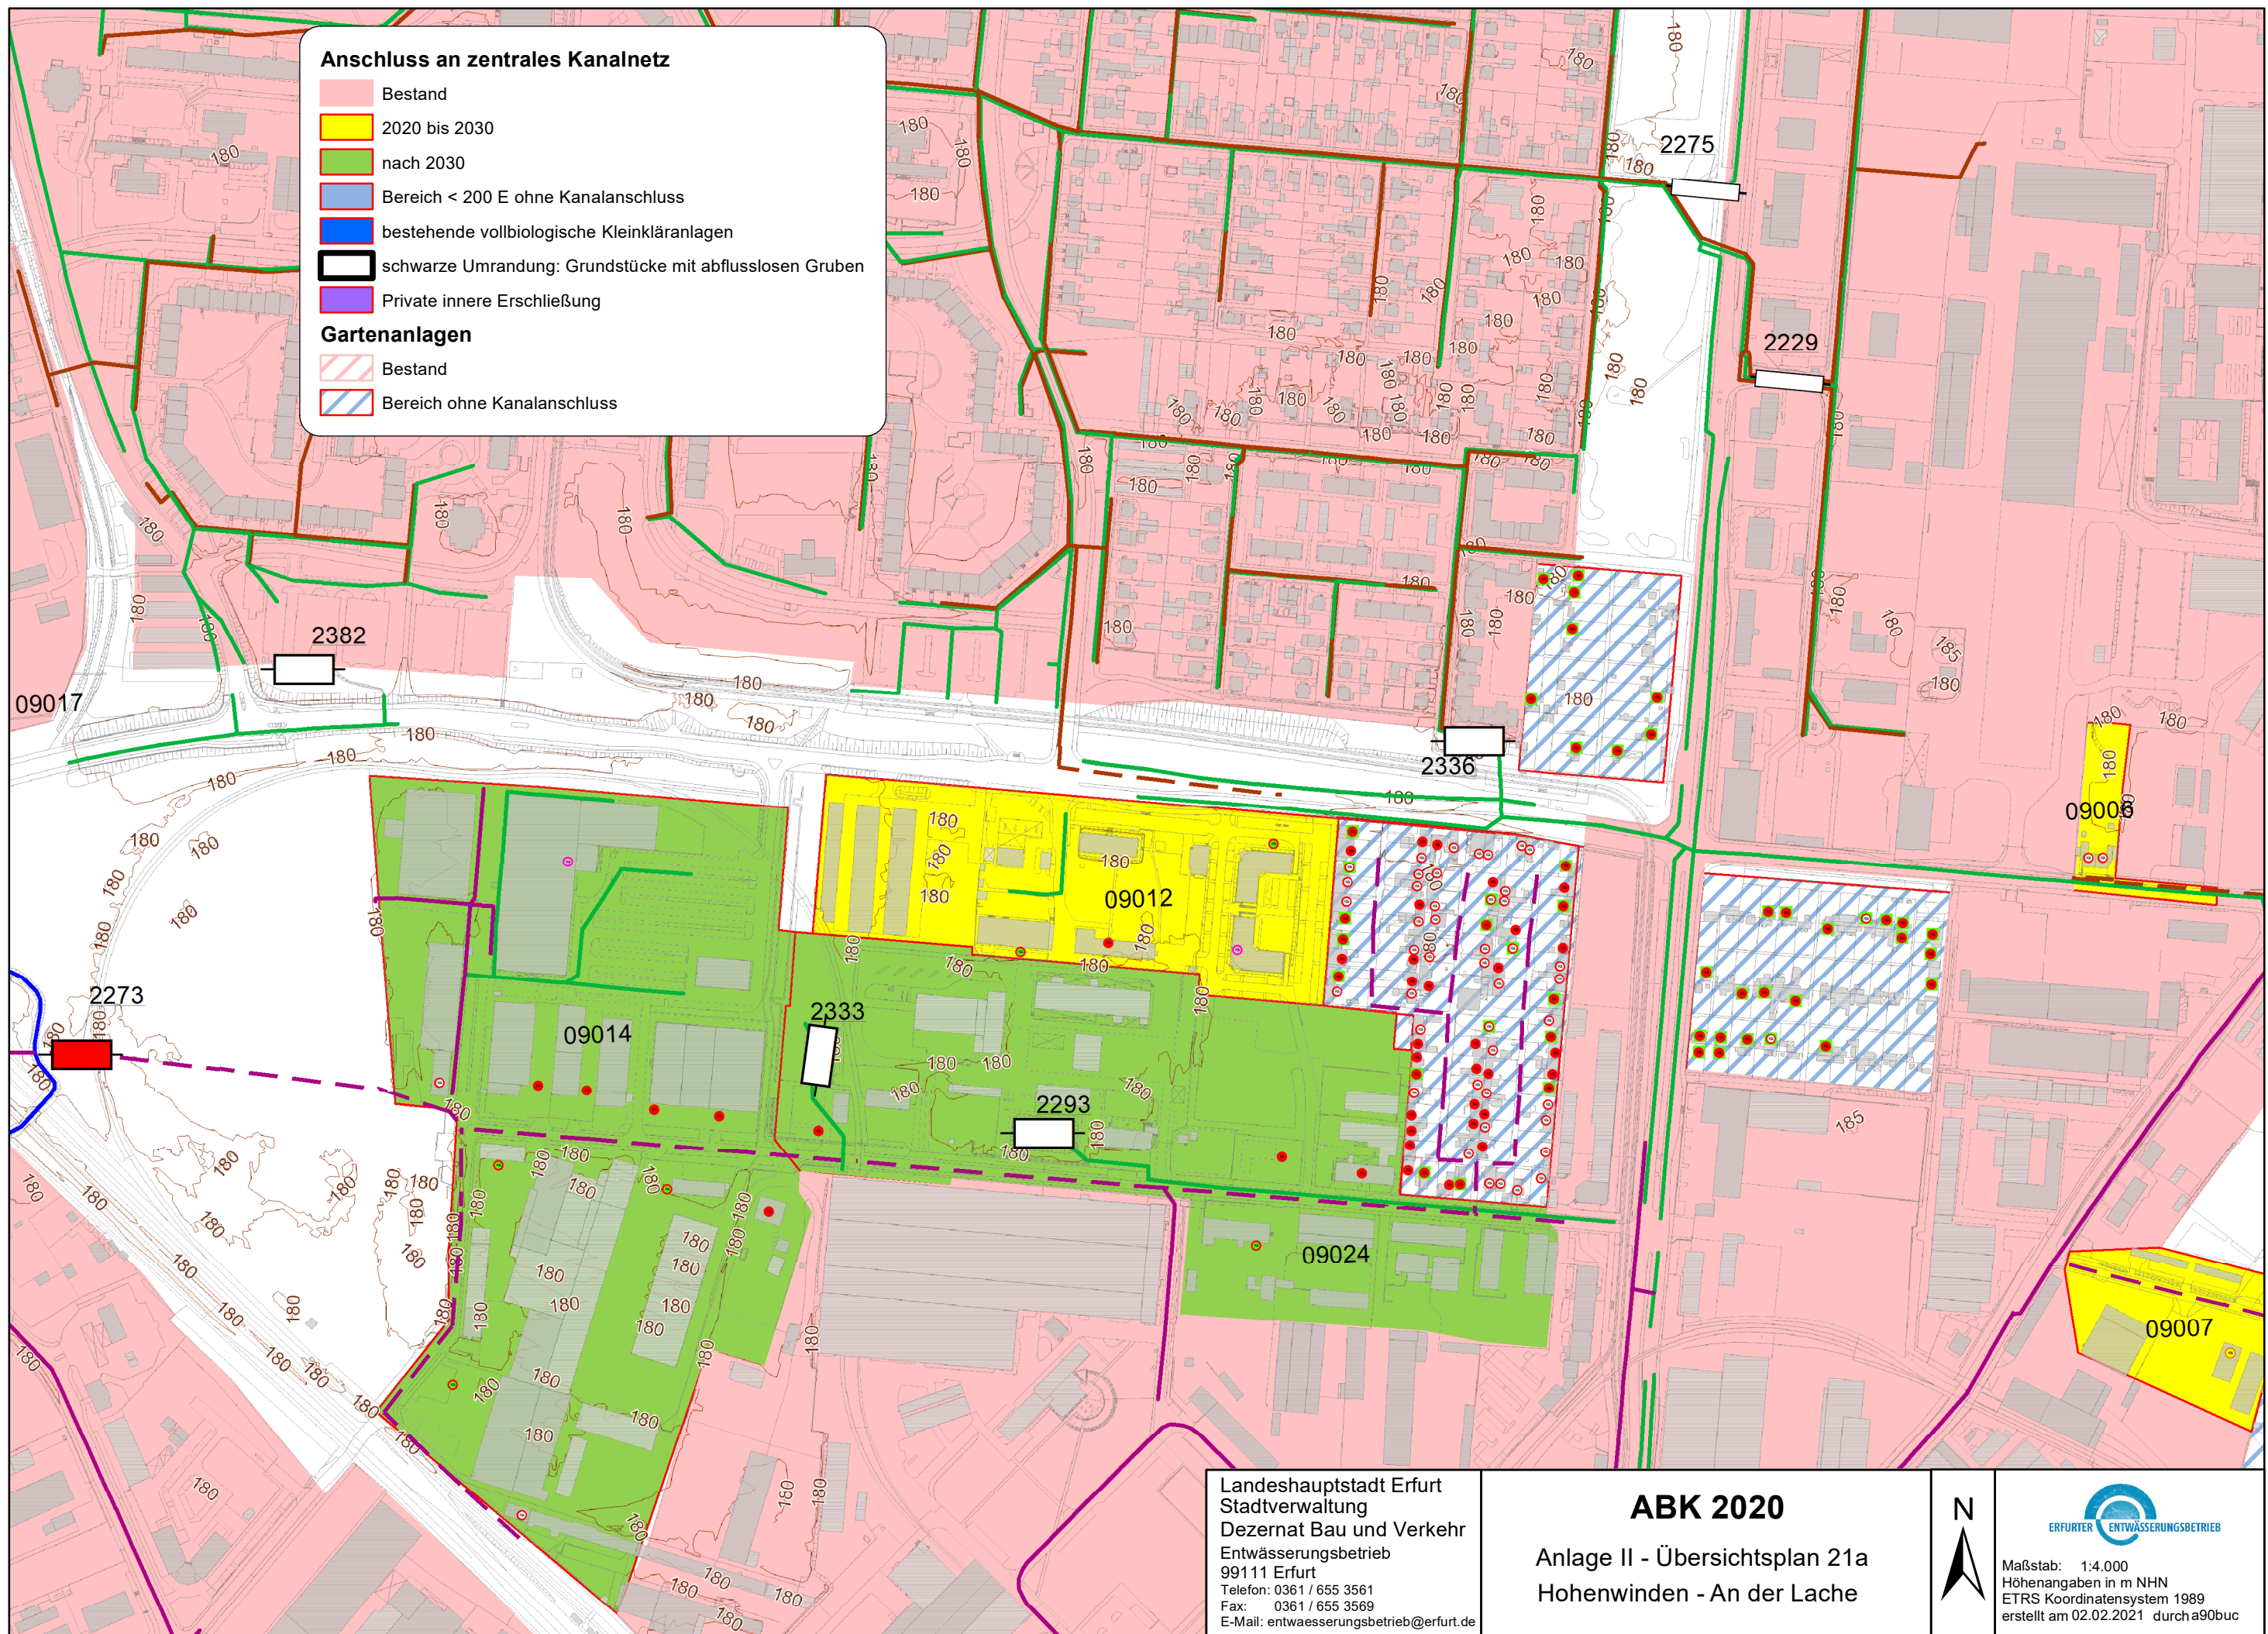 Anschluss an zentrales Kanalnetz
Bestand
2020 bis 2030
nach 2030
Bereich < 200 E ohne Kanalanschluss
bestehende vollbiologische Kleinkläranlagen
schwarze Umrandung: Grundstücke mit abflusslosen Gruben
Private innere Erschließung
Gartenanlagen
Bestand
Bereich ohne Kanalanschluss
2275
2229
2382
09017
2336
09008
09012
2273
2333
09014
2293
09024
09007
180
185
185
Landeshauptstadt Erfurt
Stadtverwaltung
Dezernat Bau und Verkehr
Entwässerungsbetrieb
99111 Erfurt
Telefon: 0361 / 655 3561
Fax: 0361 / 655 3569
E-Mail: entwaesserungsbetrieb@erfurt.de
ABK 2020
Anlage II - Übersichtsplan 21a
Hohenwinden - An der Lache
N
ERFURTER ENTWÄSSERUNGSBETRIEB
Maßstab: 1:4.000
Höhenangaben in m NHN
ETRS Koordinatensystem 1989
erstellt am 02.02.2021 durch a90buc